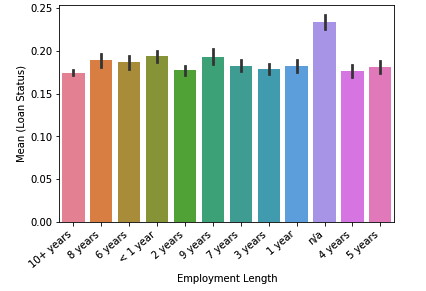 0.25
0.20
0.15
0.10
0.05
0.00
Mean (Loan Status)
10+ years
8 years
6 years
< 1 year
2 years
9 years
7 years
3 years
1 year
n/a
4 years
5 years
Employment Length